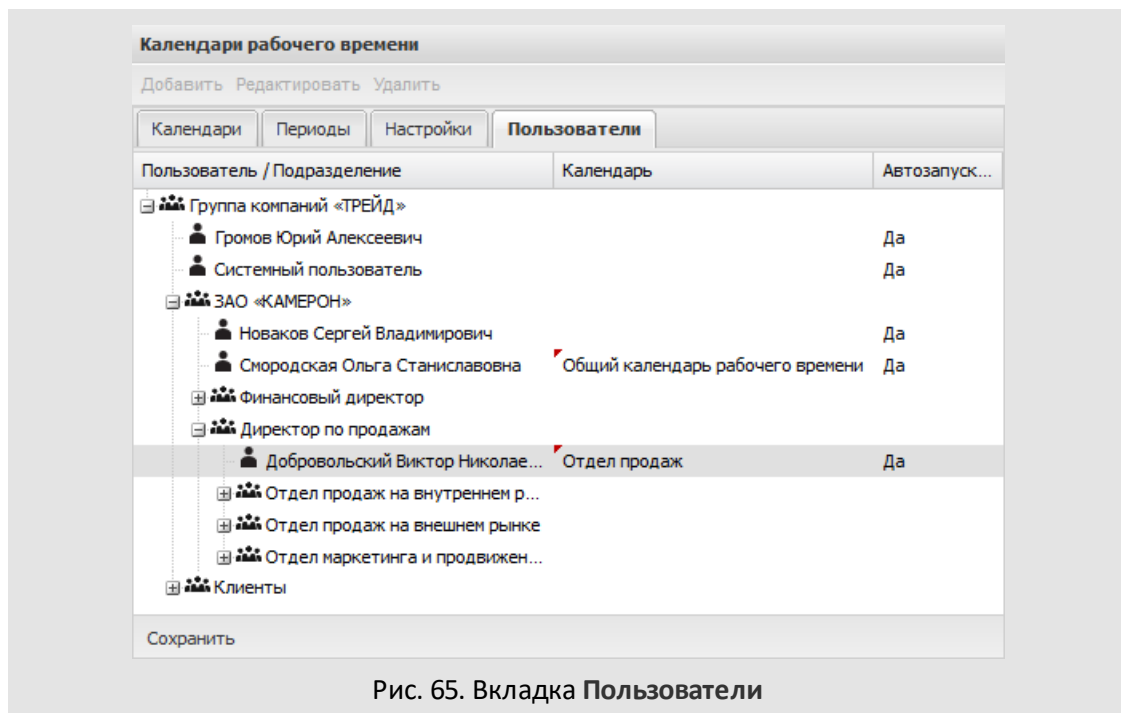 Календари рабочего времени
Добавить Редактировать Удалить
Календари Периоды Настройки Пользователи
Пользователь / Подразделение Календарь Автозапуск...
Группа компаний «ТРЕЙД»
Громов Юрий Алексеевич Да
Системный пользователь Да
ЗАО «КАМЕРОН»
Новаков Сергей Владимирович Да
Смородская Ольга Станиславовна Общий календарь рабочего времени Да
Финансовый директор
Директор по продажам
Добровольский Виктор Николае... Отдел продаж Да
Отдел продаж на внутреннем р...
Отдел продаж на внешнем рынке
Отдел маркетинга и продвижен...
Клиенты
Сохранить
Рис. 65. Вкладка Пользователи